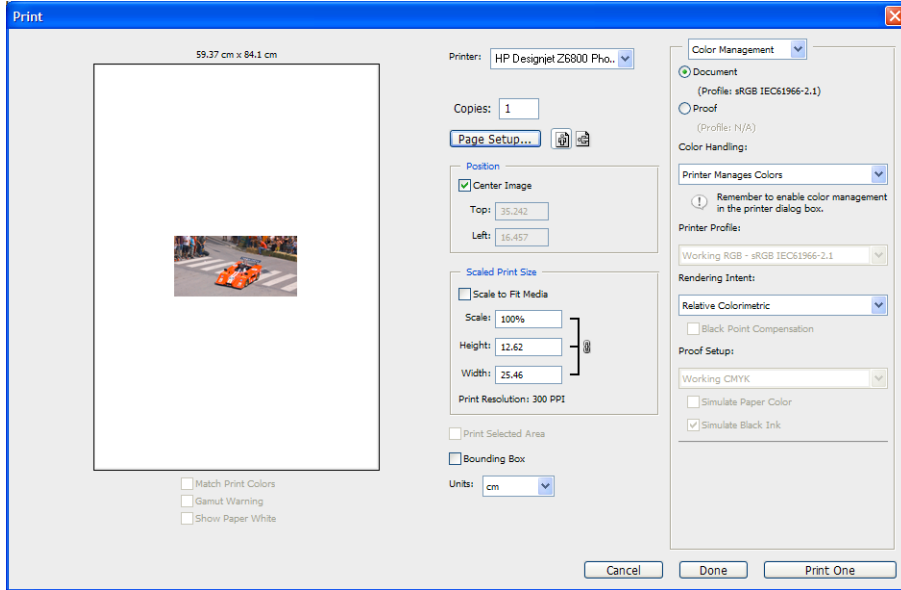 Print
59.37 cm x 84.1 cm
Match Print Colors
Gamut Warning
Show Paper White
Printer: HP Designjet Z6800 Pho..
Copies: 1
Page Setup...
Position
Center Image
Top: 35.242
Left: 16.457
Scaled Print Size
Scale to Fit Media
Scale: 100%
Height: 12.62
Width: 25.46
Print Resolution: 300 PPI
Print Selected Area
Bounding Box
Units: cm
Color Management
Document
(Profile: sRGB IEC61966-2.1)
Proof
(Profile: N/A)
Color Handling:
Printer Manages Colors
Remember to enable color management
in the printer dialog box.
Printer Profile:
Working RGB - sRGB IEC61966-2.1
Rendering Intent:
Relative Colorimetric
Black Point Compensation
Proof Setup:
Working CMYK
Simulate Paper Color
Simulate Black Ink
Cancel
Done
Print One